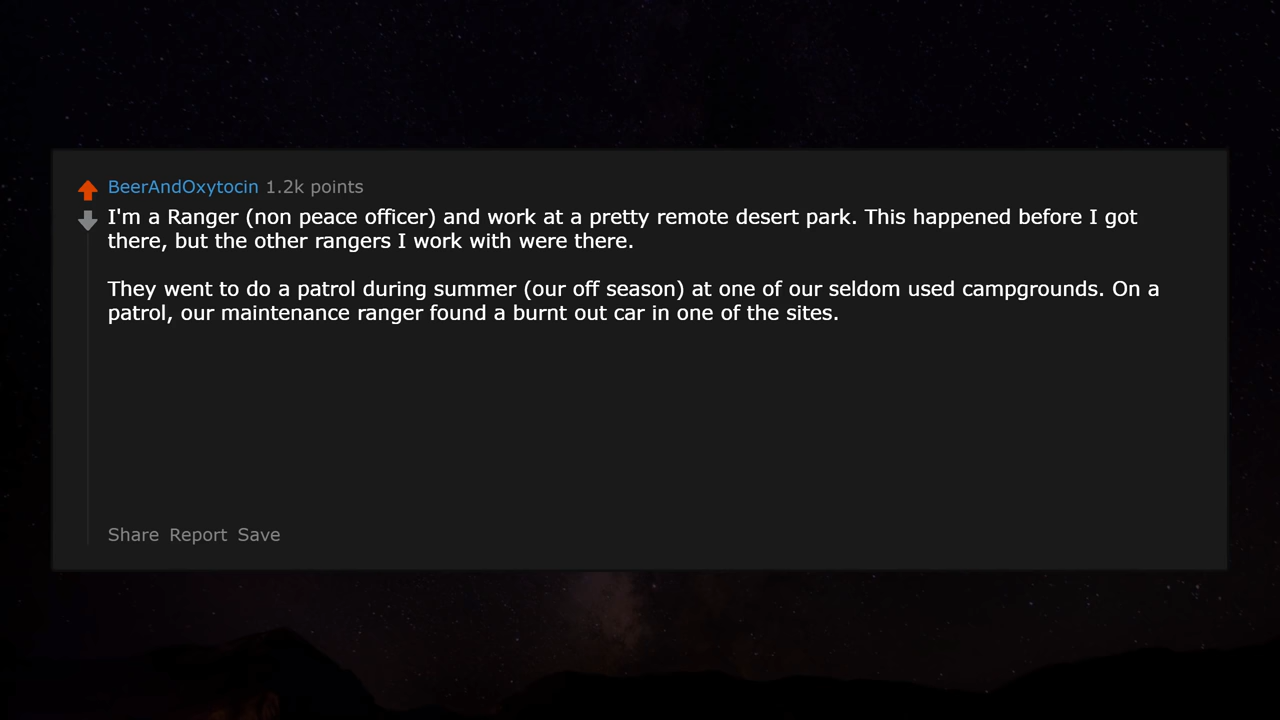 BeerAndOxytocin 1.2k points
I'm a Ranger (non peace officer) and work at a pretty remote desert park. This happened before I got
there, but the other rangers I work with were there.
They went to do a patrol during summer (our off season) at one of our seldom used campgrounds. On a
patrol, our maintenance ranger found a burnt out car in one of the sites.
Share Report Save